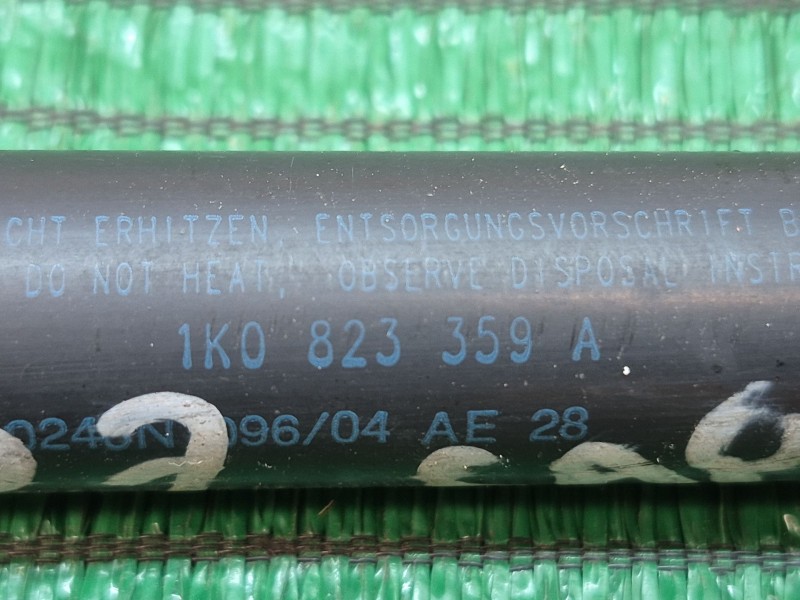 CHT ERHITZEN, ENTSORGUNGSVORSCHRIFT B
DO NOT HEAT, OBSERVE DISPOSAL INSTR
1K0 823 359 A
096/04 AE 28